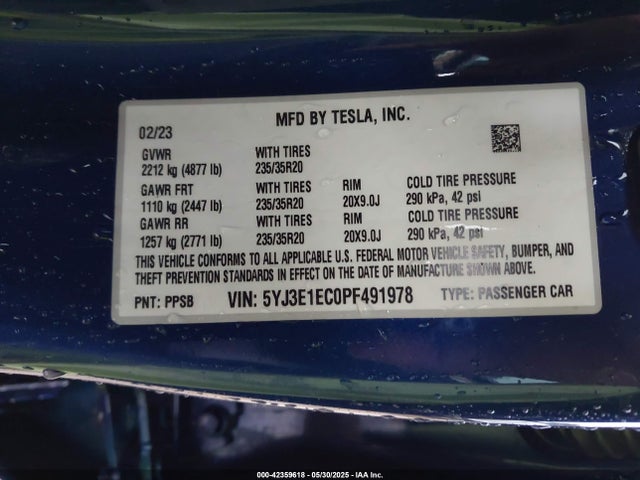 MFD BY TESLA, INC.
02/23
GVWR WITH TIRES
2212 kg (4877 lb) 235/35R20
GAWR FRT WITH TIRES RIM COLD TIRE PRESSURE
1110 kg (2447 lb) 235/35R20 20X9.0J 290 kPa, 42 psi
GAWR RR WITH TIRES RIM COLD TIRE PRESSURE
1257 kg (2771 lb) 235/35R20 20X9.0J 290 kPa, 42 psi
THIS VEHICLE CONFORMS TO ALL APPLICABLE U.S. FEDERAL MOTOR VEHICLE SAFETY, BUMPER, AND
THEFT PREVENTION STANDARDS IN EFFECT ON THE DATE OF MANUFACTURE SHOWN ABOVE.
PNT: PPSB VIN: 5YJ3E1EC0PF491978 TYPE: PASSENGER CAR
000-42359618 - 05/30/2025 - IAA Inc.